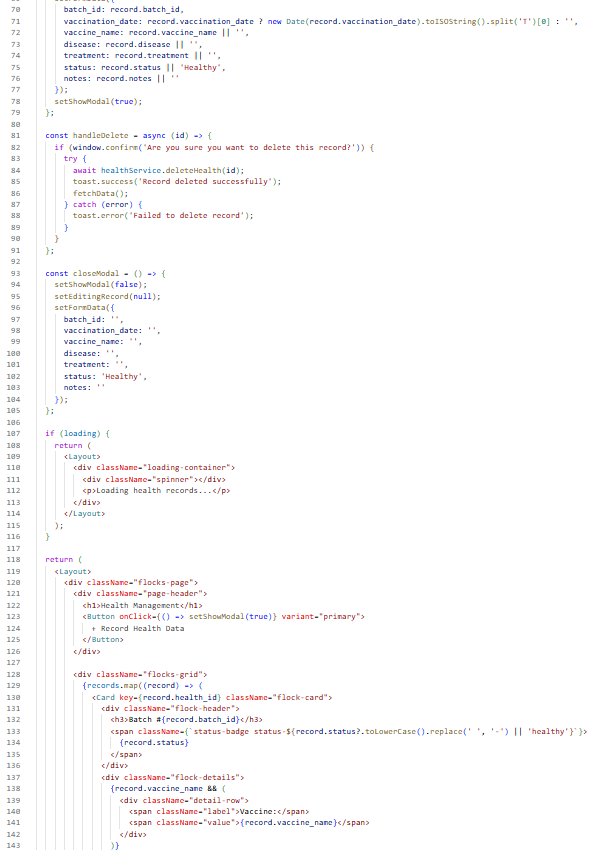 70 batch_id: record.batch_id,
71 vaccination_date: record.vaccination_date ? new Date(record.vaccination_date).toISOString().split('T')[0] : '',
72 vaccine_name: record.vaccine_name || '',
73 disease: record.disease || '',
74 treatment: record.treatment || '',
75 status: record.status || 'Healthy',
76 notes: record.notes || ''
77 });
78 setShowModal(true);
79 };
80
81 const handleDelete = async (id) => {
82 if (window.confirm('Are you sure you want to delete this record?')) {
83 try {
84 await healthService.deleteHealth(id);
85 toast.success('Record deleted successfully');
86 fetchData();
87 } catch (error) {
88 toast.error('Failed to delete record');
89 }
90 }
91 };
92
93 const closeModal = () => {
94 setShowModal(false);
95 setEditingRecord(null);
96 setFormData({
97 batch_id: '',
98 vaccination_date: '',
99 vaccine_name: '',
100 disease: '',
101 treatment: '',
102 status: 'Healthy',
103 notes: ''
104 });
105 };
106
107 if (loading) {
108 return (
109 <Layout>
110 <div className="loading-container">
111 <div className="spinner"></div>
112 <p>Loading health records...</p>
113 </div>
114 </Layout>
115 );
116 }
117
118 return (
119 <Layout>
120 <div className="flocks-page">
121 <div className="page-header">
122 <h1>Health Management</h1>
123 <Button onClick={() => setShowModal(true)} variant="primary">
124 + Record Health Data
125 </Button>
126 </div>
127
128 <div className="flocks-grid">
129 {records.map((record) => (
130 <Card key={record.health_id} className="flock-card">
131 <div className="flock-header">
132 <h3>Batch #{record.batch_id}</h3>
133 <span className={`status-badge status-${record.status?.toLowerCase().replace(' ', '-') || 'healthy'}`}>
134 {record.status}
135 </span>
136 </div>
137 <div className="flock-details">
138 {record.vaccine_name && (
139 <div className="detail-row">
140 <span className="label">Vaccine:</span>
141 <span className="value">{record.vaccine_name}</span>
142 </div>
143 )}